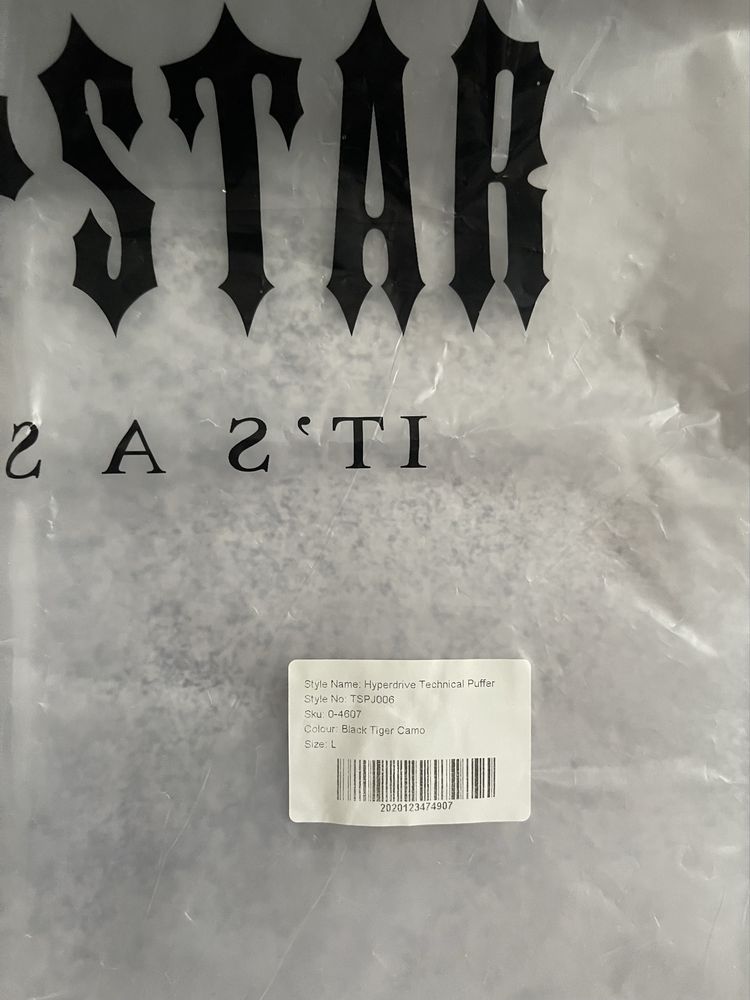 STAR
IT'S A S
Style Name: Hyperdrive Technical Puffer
Style No: TSPJ006
Sku: 0-4607
Colour: Black Tiger Camo
Size: L
2020123474907